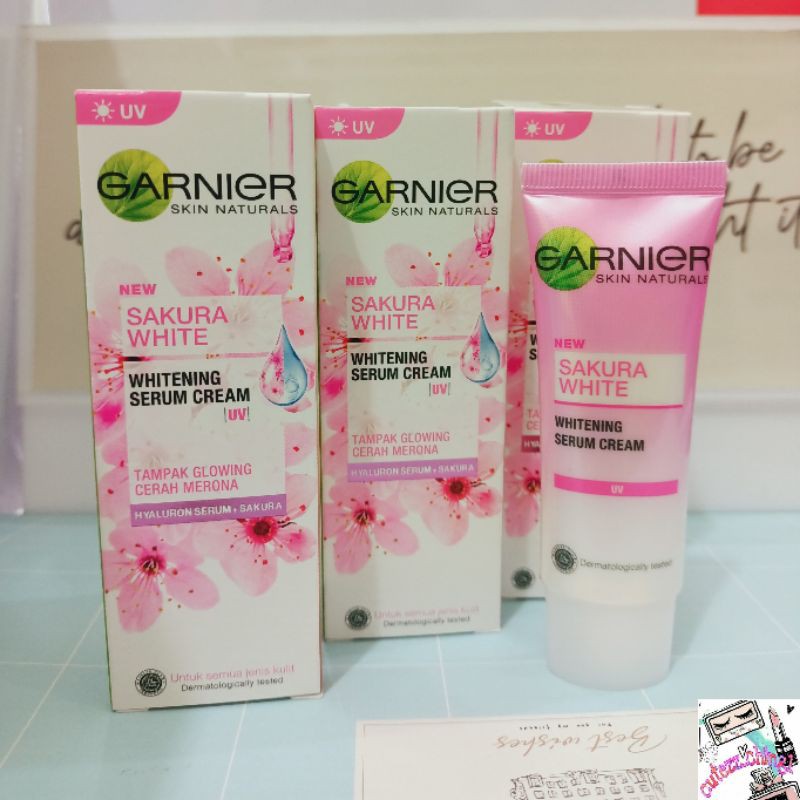 UV
GARNIER
SKIN NATURALS
NEW
SAKURA
WHITE
WHITENING
SERUM CREAM
UV
TAMPAK GLOWING
CERAH MERONA
HYALURON SERUM + SAKURA
Untuk semua jenis kulit
Dermatologically tested
UV
GARNIER
SKIN NATURALS
NEW
SAKURA
WHITE
WHITENING
SERUM CREAM
UV
TAMPAK GLOWING
CERAH MERONA
HYALURON SERUM + SAKURA
Untuk semua jenis kulit
Dermatologically tested
UV
GARNIER
SKIN NATURALS
NEW
SAKURA
WHITE
WHITENING
SERUM CREAM
UV
Dermatologically tested
be
it
Best wishes